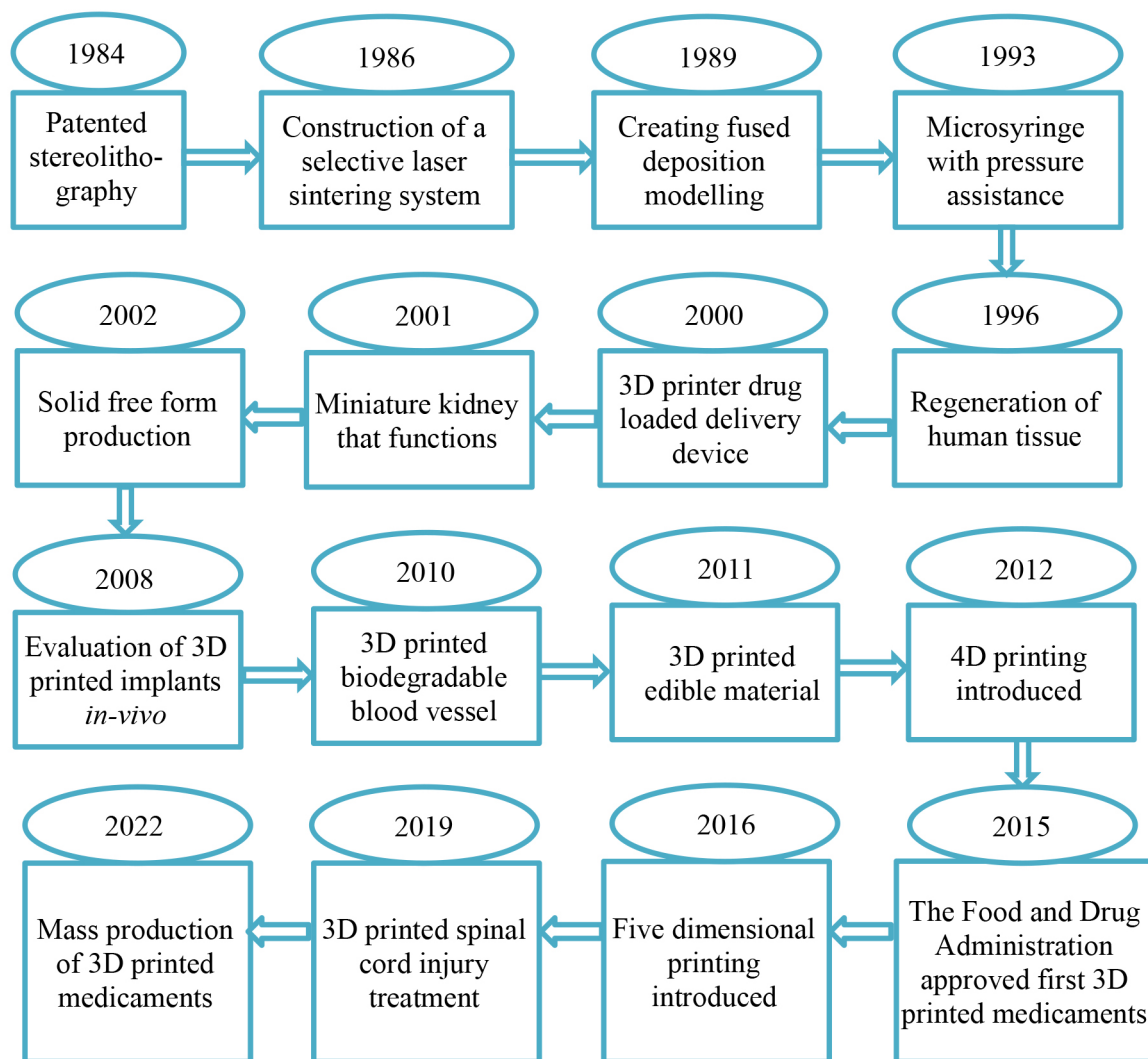 1984
Patented
stereolitho-
graphy
1986
Construction of a
selective laser
sintering system
1989
Creating fused
deposition
modelling
1993
Microsyringe
with pressure
assistance
1996
Regeneration of
human tissue
2000
3D printer drug
loaded delivery
device
2001
Miniature kidney
that functions
2002
Solid free form
production
2008
Evaluation of 3D
printed implants
in-vivo
2010
3D printed
biodegradable
blood vessel
2011
3D printed
edible material
2012
4D printing
introduced
2015
The Food and Drug
Administration
approved first 3D
printed medicaments
2016
Five dimensional
printing
introduced
2019
3D printed spinal
cord injury
treatment
2022
Mass production
of 3D printed
medicaments